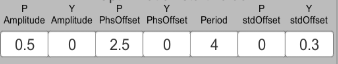 P Y P Y P Y
Amplitude Amplitude PhsOffset PhsOffset Period stdOffset stdOffset
0.5 0 2.5 0 4 0 0.3